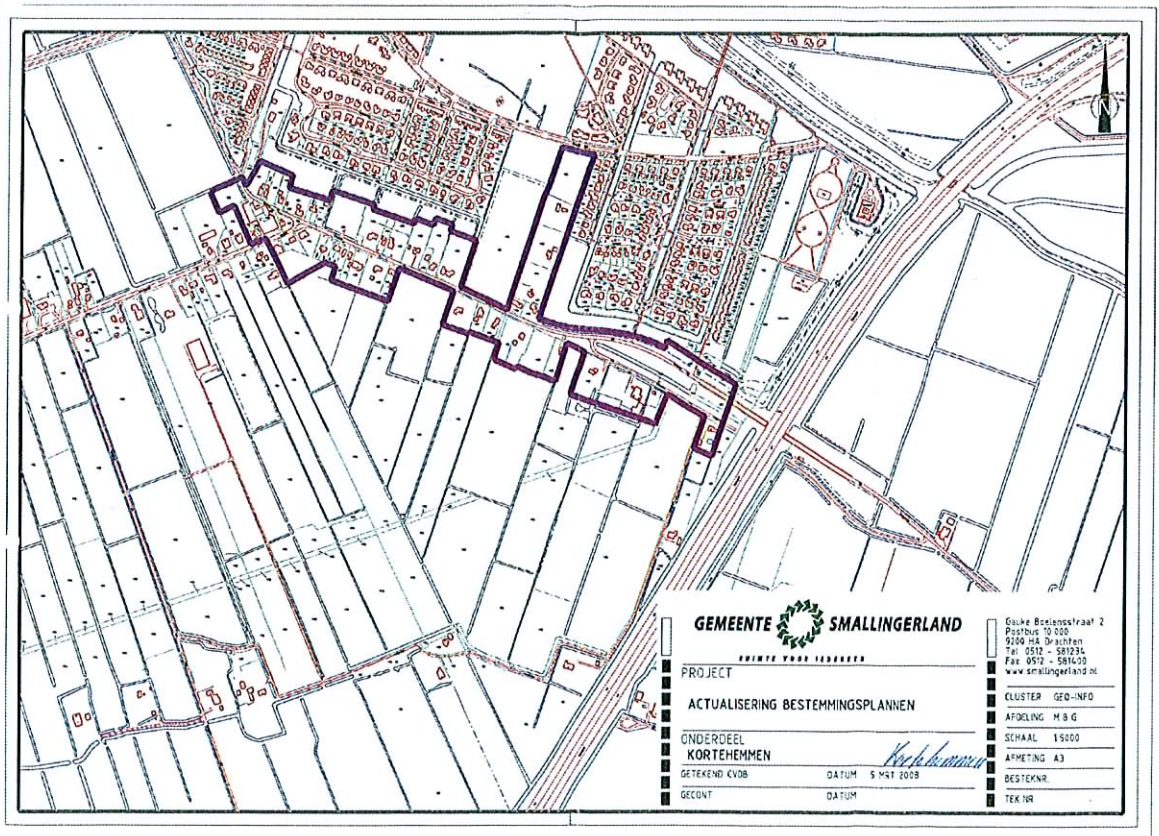 N
GEMEENTE SMALLINGERLAND
RUIMTE VOOR IEDEREEN
PROJECT
ACTUALISERING BESTEMMINGSPLANNEN
ONDERDEEL
KORTEHEMMEN
Kortehemmen
GETEKEND CVDB DATUM 5 MRT 2008
GECONT DATUM
Gauke Boelensstraat 2
Postbus 10.000
9200 HA Drachten
Tel 0512 - 581234
Fax 0512 - 581400
www.smallingerland.nl
CLUSTER GEO-INFO
AFDELING M B G
SCHAAL 1:5000
AFMETING A3
BESTEKNR.
TEK NR